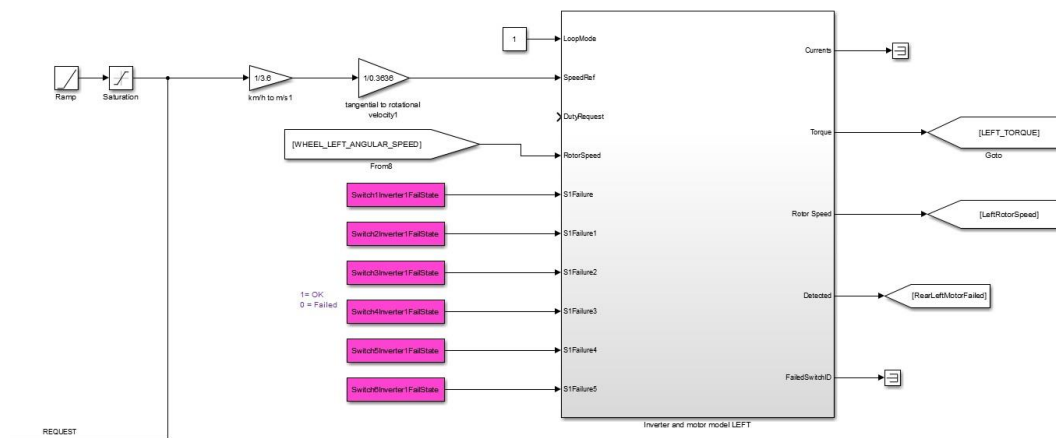 1
LoopMode
Currents
1/3.6
1/0.3636
SpeedRef
Ramp
Saturation
km/h to m/s1
tangential to rotational
velocity1
DutyRequest
Torque
[LEFT_TORQUE]
Goto
[WHEEL_LEFT_ANGULAR_SPEED]
From8
RotorSpeed
Switch1Inverter1FailState
S1Failure
Rotor Speed
[LeftRotorSpeed]
Switch2Inverter1FailState
S1Failure1
Switch3Inverter1FailState
S1Failure2
1= OK
0 = Failed
Detected
[RearLeftMotorFailed]
Switch4Inverter1FailState
S1Failure3
Switch5Inverter1FailState
S1Failure4
FailedSwitchID
Switch6Inverter1FailState
S1Failure5
Inverter and motor model LEFT
REQUEST